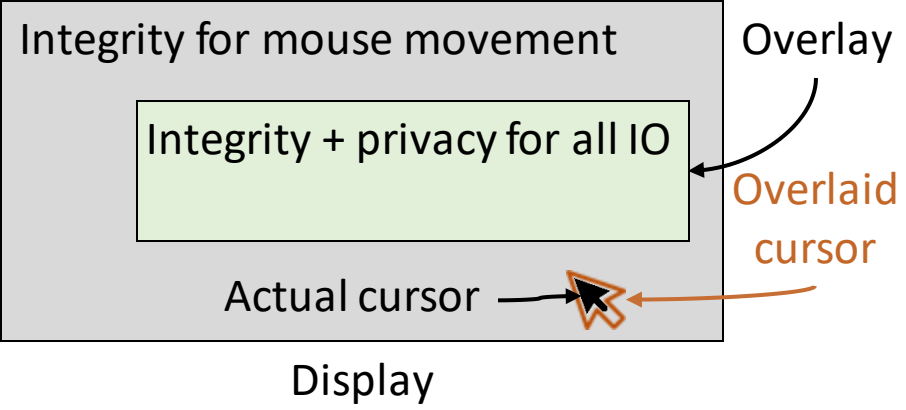 Integrity for mouse movement
Overlay
Integrity + privacy for all IO
Overlaid
cursor
Actual cursor
Display